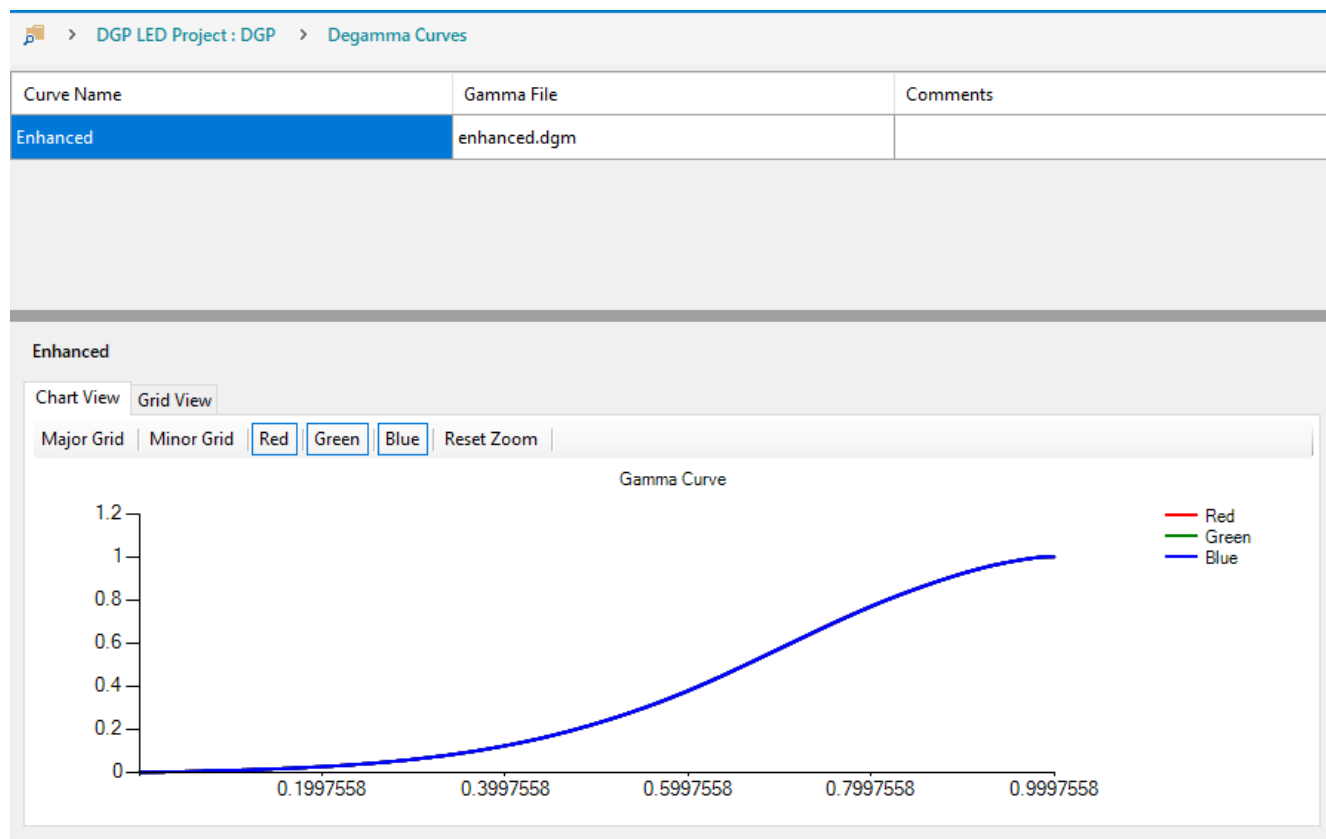 > DGP LED Project : DGP > Degamma Curves
Curve Name Gamma File Comments
Enhanced enhanced.dgm
Enhanced
Chart View Grid View
Major Grid Minor Grid Red Green Blue Reset Zoom
Gamma Curve
1.2
1
0.8
0.6
0.4
0.2
0
0.1997558 0.3997558 0.5997558 0.7997558 0.9997558
Red
Green
Blue